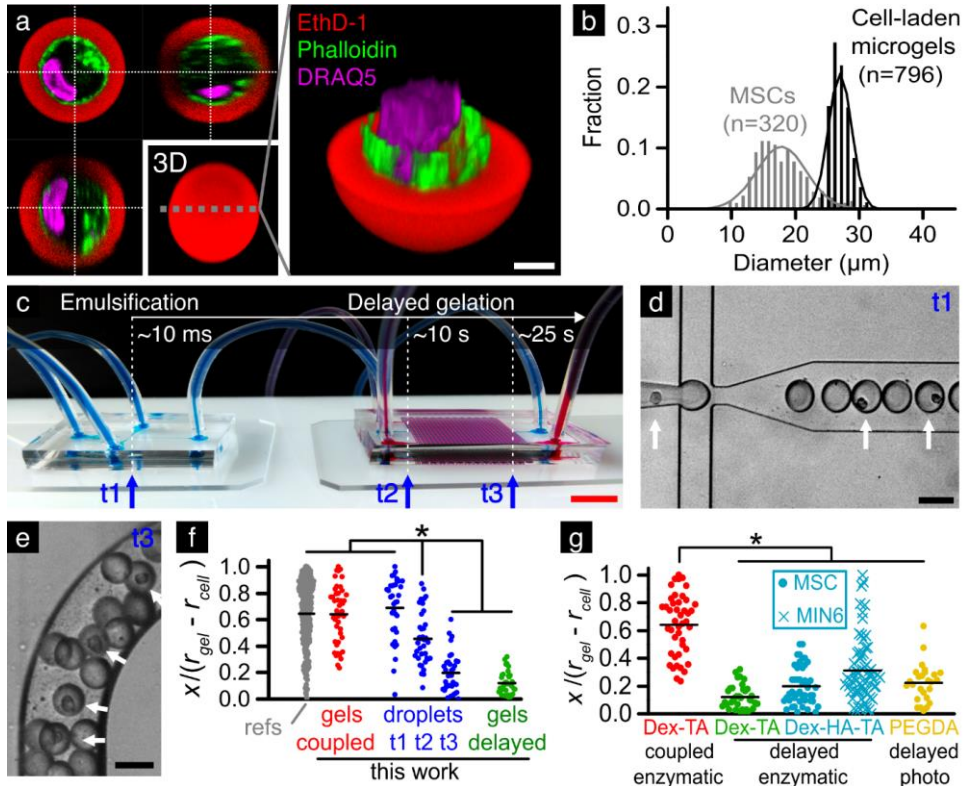 a
EthD-1
Phalloidin
DRAQ5
3D
b
Fraction
0.3
0.2
0.1
0.0
MSCs
(n=320)
Cell-laden
microgels
(n=796)
0 10 20 30 40
Diameter (µm)
c
Emulsification
Delayed gelation
~10 ms
~10 s
~25 s
t1
t2
t3
d
t1
e
t3
f
*
x/(r_gel - r_cell)
1.0
0.8
0.6
0.4
0.2
0.0
refs
gels
coupled
droplets
t1 t2 t3
gels
delayed
this work
g
*
x/(r_gel - r_cell)
1.0
0.8
0.6
0.4
0.2
0.0
MSC
MIN6
Dex-TA Dex-TA Dex-HA-TA PEGDA
coupled
enzymatic
delayed
enzymatic
delayed
photo